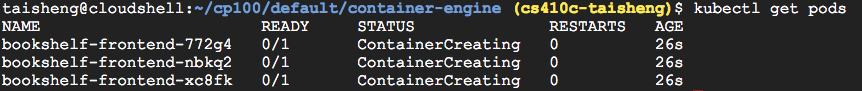 taisheng@cloudshell:~/cp100/default/container-engine (cs410c-taisheng)$ kubectl get pods
NAME READY STATUS RESTARTS AGE
bookshelf-frontend-772g4 0/1 ContainerCreating 0 26s
bookshelf-frontend-nbkq2 0/1 ContainerCreating 0 26s
bookshelf-frontend-xc8fk 0/1 ContainerCreating 0 26s